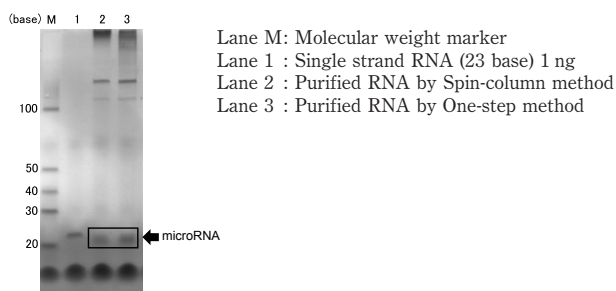 (base) M 1 2 3
100
50
40
30
20
microRNA
Lane M: Molecular weight marker
Lane 1 : Single strand RNA (23 base) 1 ng
Lane 2 : Purified RNA by Spin-column method
Lane 3 : Purified RNA by One-step method